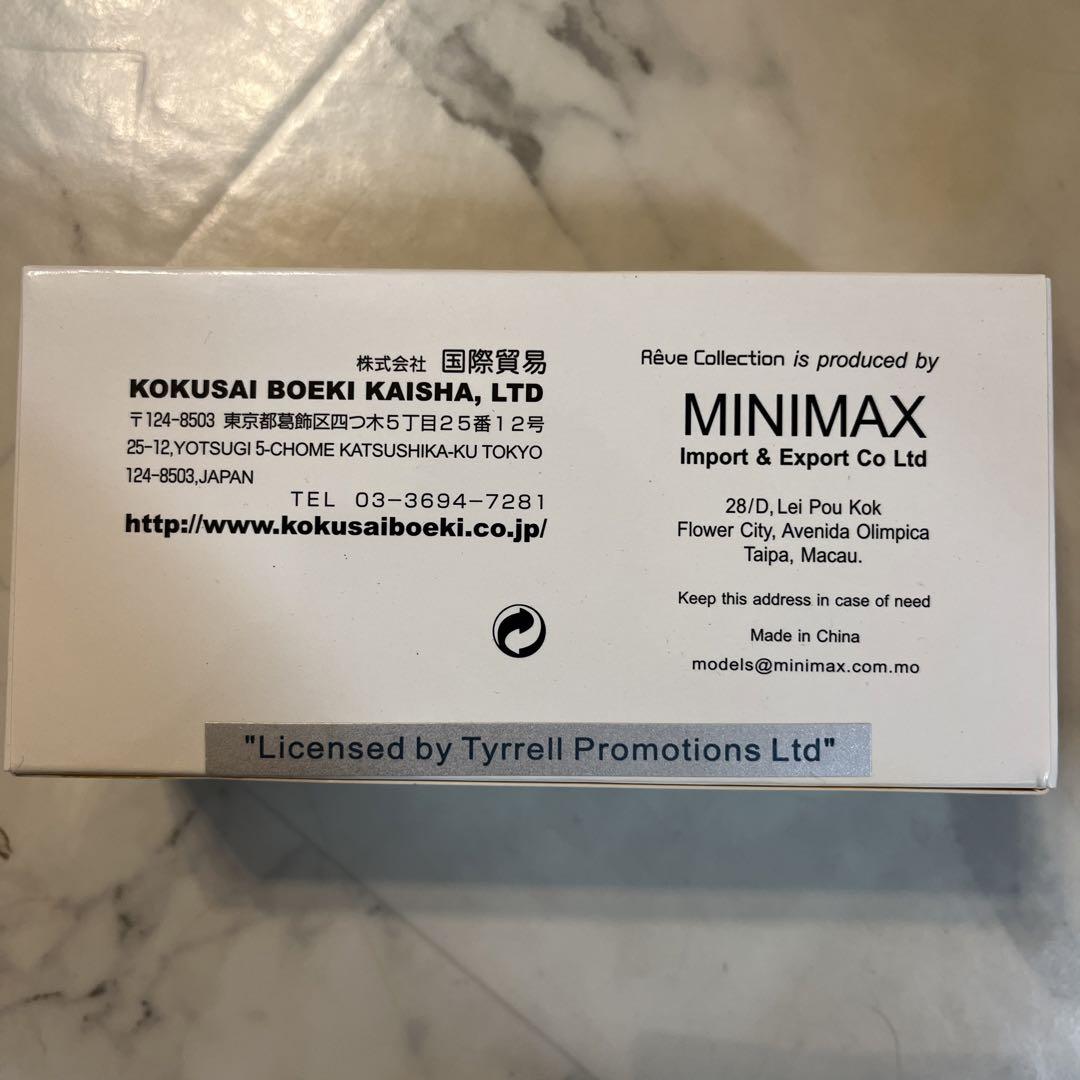 株式会社 国際貿易
KOKUSAI BOEKI KAISHA, LTD
〒124-8503 東京都葛飾区四つ木5丁目25番12号
25-12,YOTSUGI 5-CHOME KATSUSHIKA-KU TOKYO
124-8503,JAPAN
TEL 03-3694-7281
http://www.kokusaiboeki.co.jp/
Rêve Collection is produced by
MINIMAX
Import & Export Co Ltd
28/D, Lei Pou Kok
Flower City, Avenida Olimpica
Taipa, Macau.
Keep this address in case of need
Made in China
models@minimax.com.mo
"Licensed by Tyrrell Promotions Ltd"